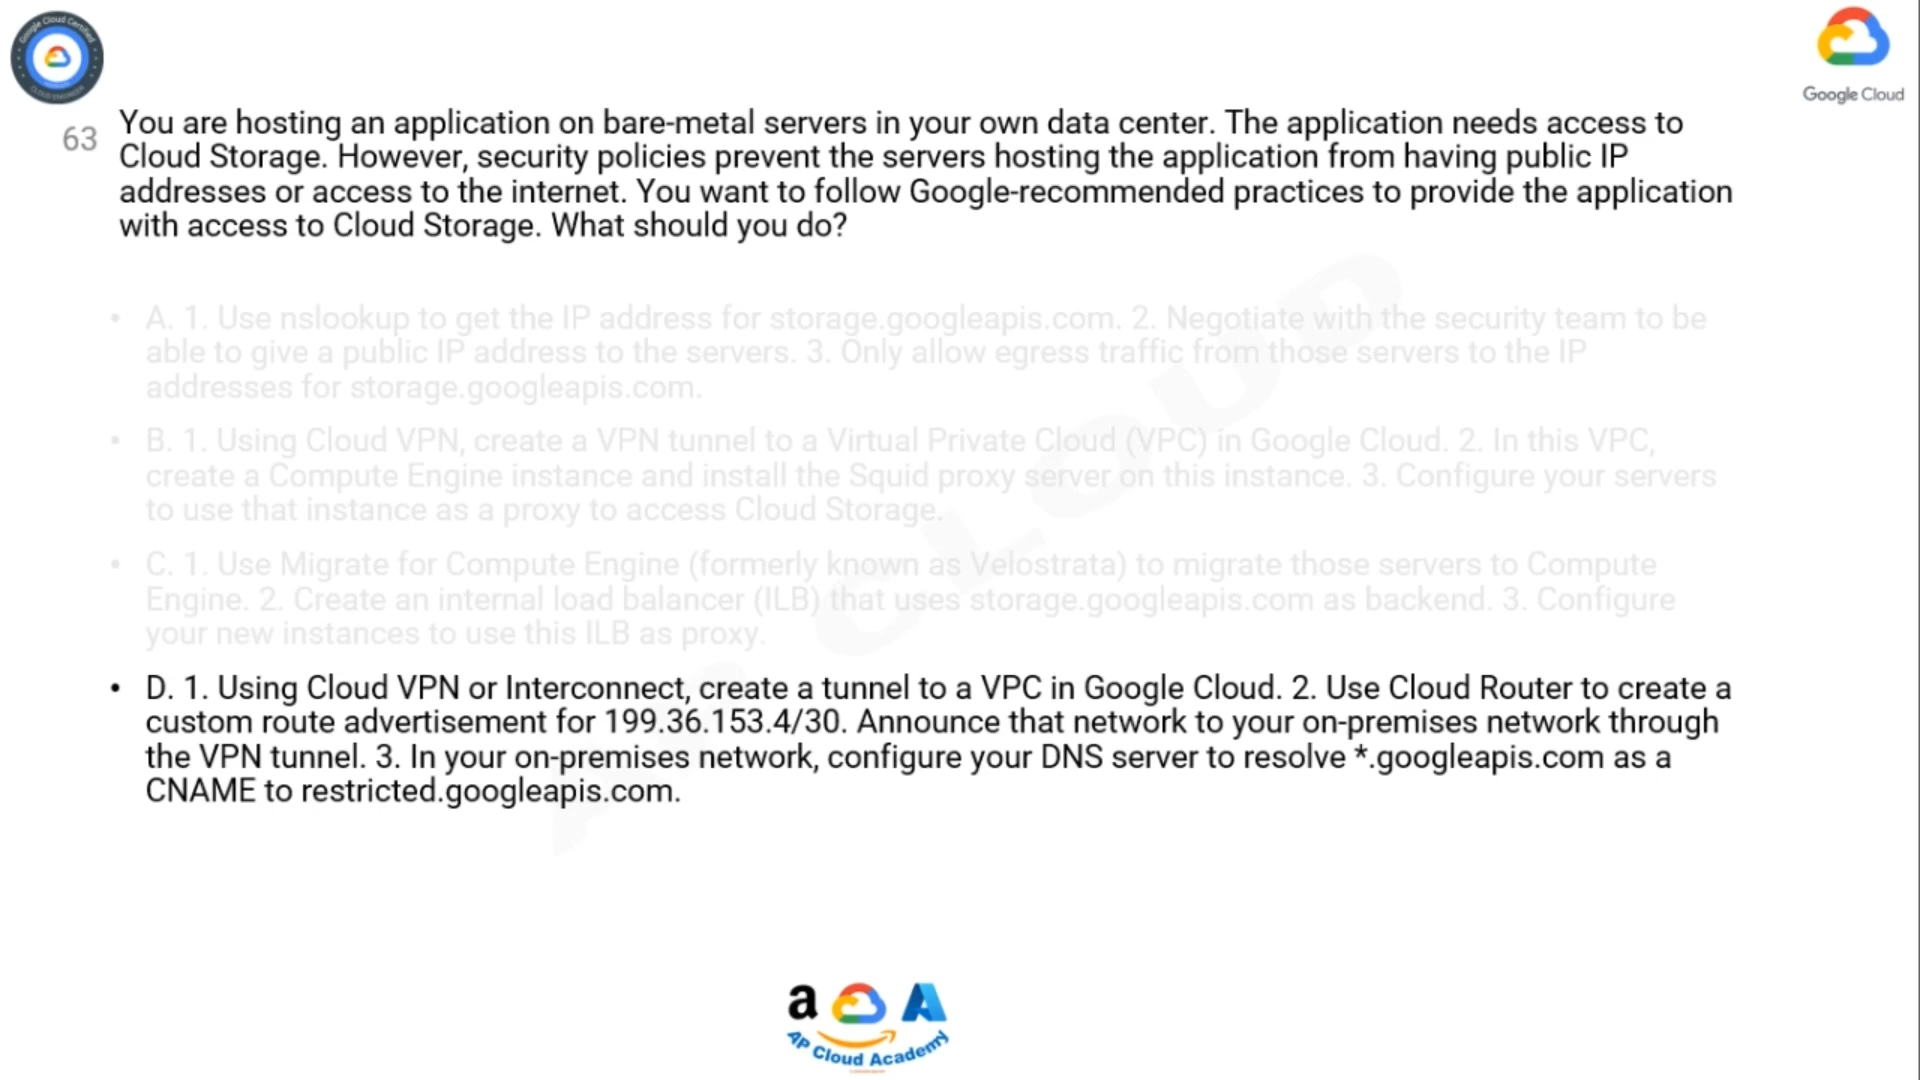 Google Cloud Certified
CLOUD ENGINEER
Google Cloud
63
You are hosting an application on bare-metal servers in your own data center. The application needs access to
Cloud Storage. However, security policies prevent the servers hosting the application from having public IP
addresses or access to the internet. You want to follow Google-recommended practices to provide the application
with access to Cloud Storage. What should you do?
• A. 1. Use nslookup to get the IP address for storage.googleapis.com. 2. Negotiate with the security team to be
able to give a public IP address to the servers. 3. Only allow egress traffic from those servers to the IP
addresses for storage.googleapis.com.
• B. 1. Using Cloud VPN, create a VPN tunnel to a Virtual Private Cloud (VPC) in Google Cloud. 2. In this VPC,
create a Compute Engine instance and install the Squid proxy server on this instance. 3. Configure your servers
to use that instance as a proxy to access Cloud Storage.
• C. 1. Use Migrate for Compute Engine (formerly known as Velostrata) to migrate those servers to Compute
Engine. 2. Create an internal load balancer (ILB) that uses storage.googleapis.com as backend. 3. Configure
your new instances to use this ILB as proxy.
• D. 1. Using Cloud VPN or Interconnect, create a tunnel to a VPC in Google Cloud. 2. Use Cloud Router to create a
custom route advertisement for 199.36.153.4/30. Announce that network to your on-premises network through
the VPN tunnel. 3. In your on-premises network, configure your DNS server to resolve *.googleapis.com as a
CNAME to restricted.googleapis.com.
AP CLOUD
a
AP Cloud Academy